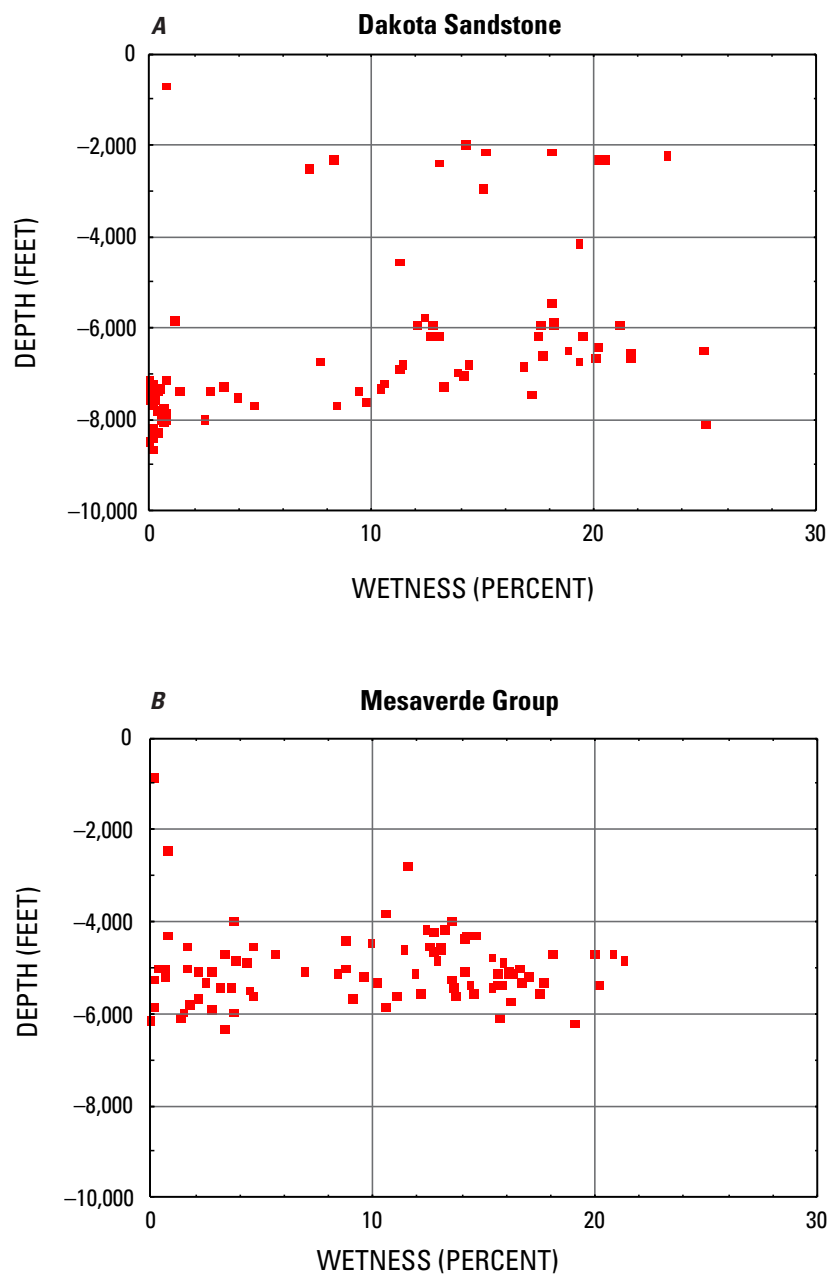 A Dakota Sandstone
0
–2,000
–4,000
–6,000
–8,000
–10,000
DEPTH (FEET)
0 10 20 30
WETNESS (PERCENT)
B Mesaverde Group
0
–2,000
–4,000
–6,000
–8,000
–10,000
DEPTH (FEET)
0 10 20 30
WETNESS (PERCENT)